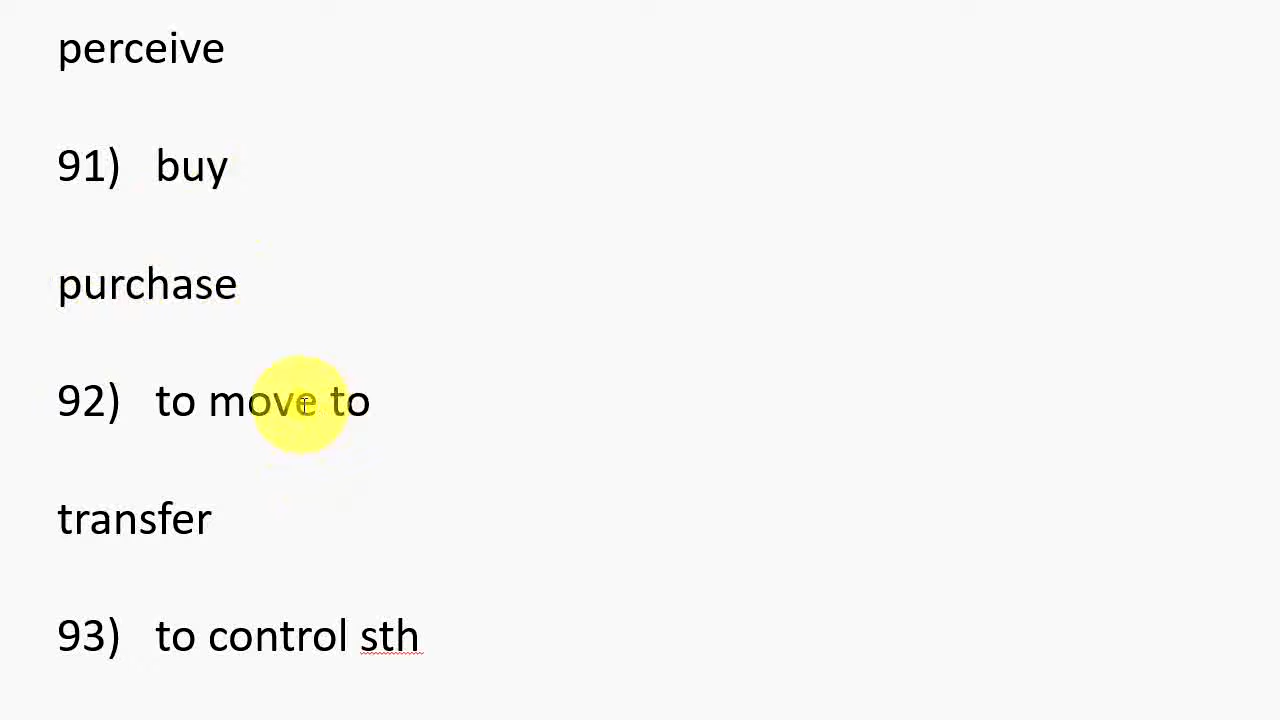 perceive
91) buy
purchase
92) to move to
transfer
93) to control sth